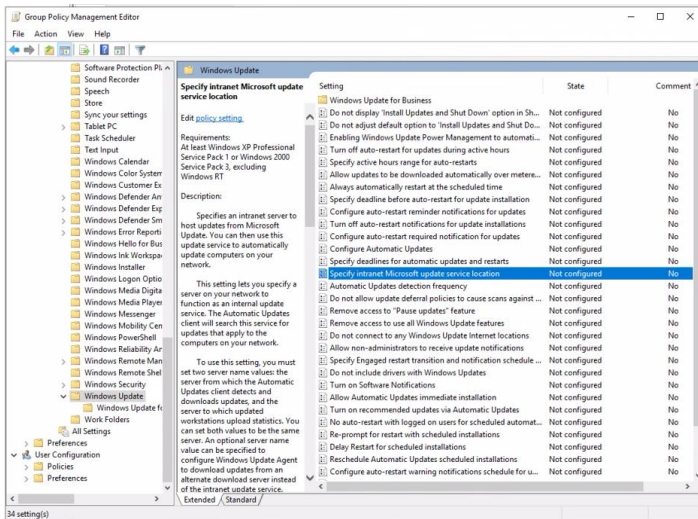 Group Policy Management Editor
File Action View Help
Software Protection Pl
Sound Recorder
Speech
Store
Sync your settings
Tablet PC
Task Scheduler
Text Input
Windows Calendar
Windows Color System
Windows Customer Ex
Windows Defender An
Windows Defender Exp
Windows Defender Sm
Windows Error Reporti
Windows Hello for Bus
Windows Ink Workspa
Windows Installer
Windows Logon Optio
Windows Media Digita
Windows Media Player
Windows Messenger
Windows Mobility Cen
Windows PowerShell
Windows Reliability An
Windows Remote Man
Windows Remote Shel
Windows Security
Windows Update
Windows Update fo
Work Folders
All Settings
Preferences
User Configuration
Policies
Preferences
Windows Update
Specify intranet Microsoft update
service location
Edit policy setting
Requirements:
At least Windows XP Professional
Service Pack 1 or Windows 2000
Service Pack 3, excluding
Windows RT
Description:
Specifies an intranet server to
host updates from Microsoft
Update. You can then use this
update service to automatically
update computers on your
network.
This setting lets you specify a
server on your network to
function as an internal update
service. The Automatic Updates
client will search this service for
updates that apply to the
computers on your network.
To use this setting, you must
set two server name values: the
server from which the Automatic
Updates client detects and
downloads updates, and the
server to which updated
workstations upload statistics. You
can set both values to be the same
server. An optional server name
value can be specified to
configure Windows Update Agent
to download updates from an
alternate download server instead
of the intranet update service.
Setting State Comment
Windows Update for Business
Do not display 'Install Updates and Shut Down' option in Sh... Not configured No
Do not adjust default option to 'Install Updates and Shut Do... Not configured No
Enabling Windows Update Power Management to automati... Not configured No
Turn off auto-restart for updates during active hours Not configured No
Specify active hours range for auto-restarts Not configured No
Allow updates to be downloaded automatically over metere... Not configured No
Always automatically restart at the scheduled time Not configured No
Specify deadline before auto-restart for update installation Not configured No
Configure auto-restart reminder notifications for updates Not configured No
Turn off auto-restart notifications for update installations Not configured No
Configure auto-restart required notification for updates Not configured No
Configure Automatic Updates Not configured No
Specify deadlines for automatic updates and restarts Not configured No
Specify intranet Microsoft update service location Not configured No
Automatic Updates detection frequency Not configured No
Do not allow update deferral policies to cause scans against ... Not configured No
Remove access to "Pause updates" feature Not configured No
Remove access to use all Windows Update features Not configured No
Do not connect to any Windows Update Internet locations Not configured No
Allow non-administrators to receive update notifications Not configured No
Specify Engaged restart transition and notification schedule ... Not configured No
Do not include drivers with Windows Updates Not configured No
Turn on Software Notifications Not configured No
Allow Automatic Updates immediate installation Not configured No
Turn on recommended updates via Automatic Updates Not configured No
No auto-restart with logged on users for scheduled automat... Not configured No
Re-prompt for restart with scheduled installations Not configured No
Delay Restart for scheduled installations Not configured No
Reschedule Automatic Updates scheduled installations Not configured No
Configure auto-restart warning notifications schedule for u... Not configured No
Extended Standard
34 setting(s)